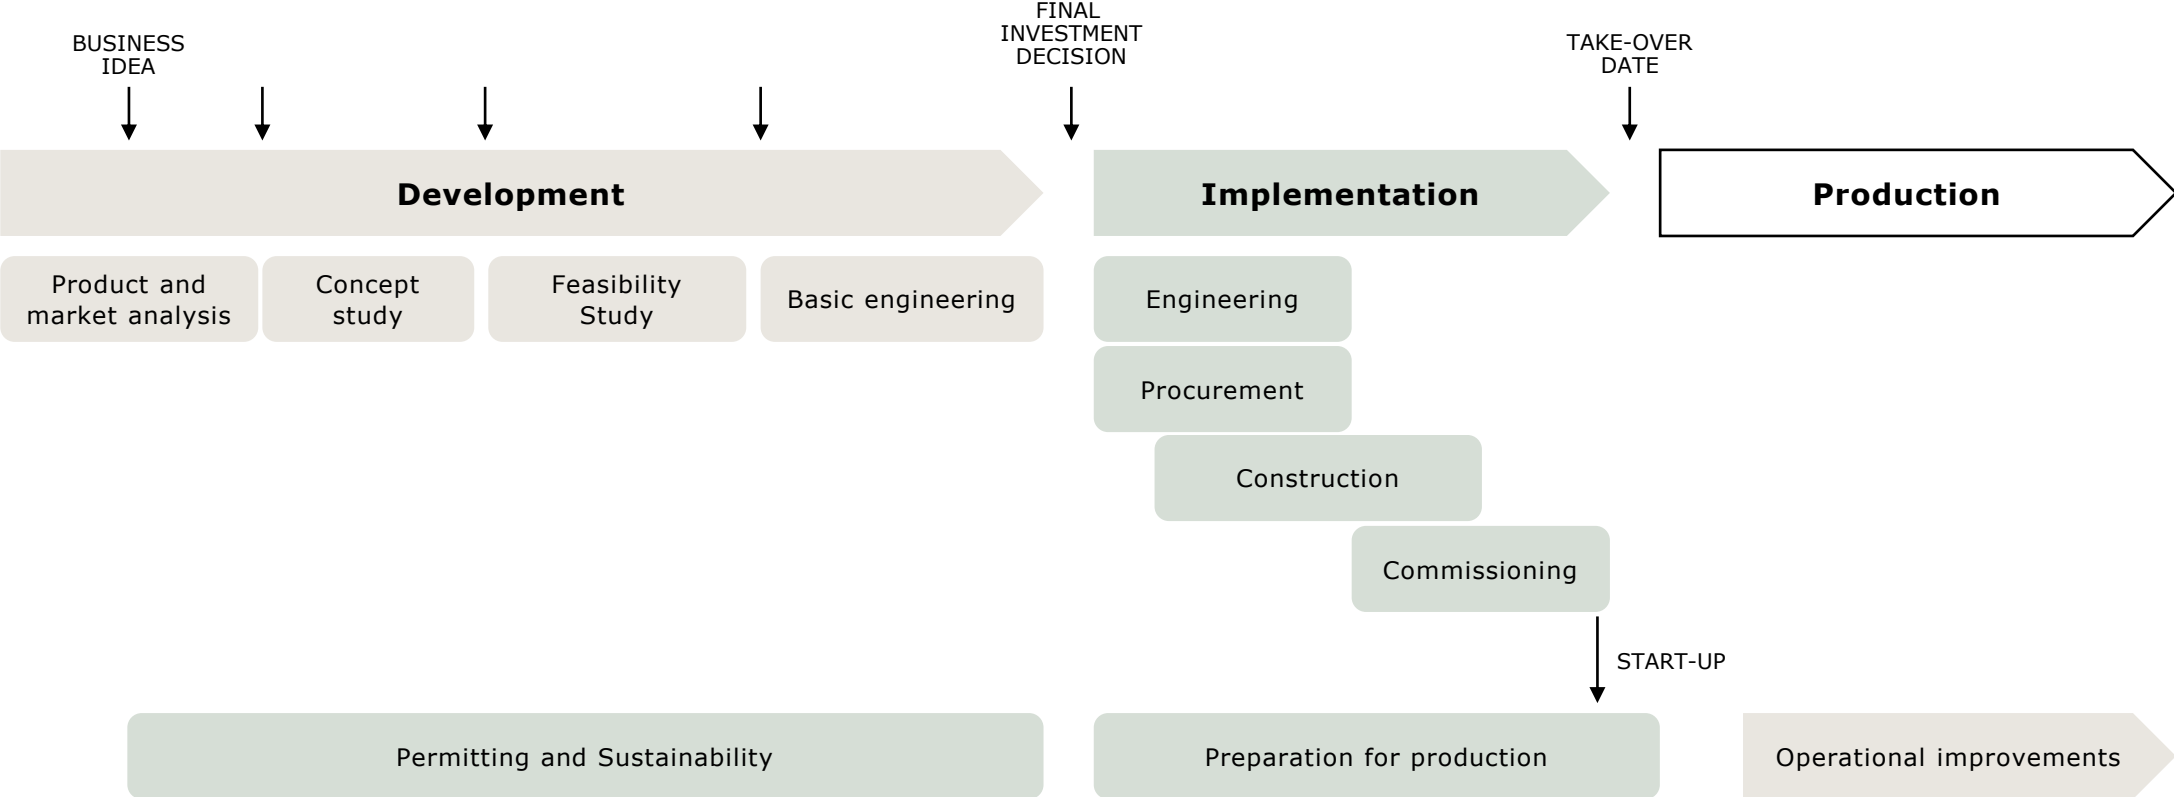 BUSINESS
IDEA
FINAL
INVESTMENT
DECISION
TAKE-OVER
DATE
Development
Implementation
Production
Product and
market analysis
Concept
study
Feasibility
Study
Basic engineering
Engineering
Procurement
Construction
Commissioning
START-UP
Permitting and Sustainability
Preparation for production
Operational improvements